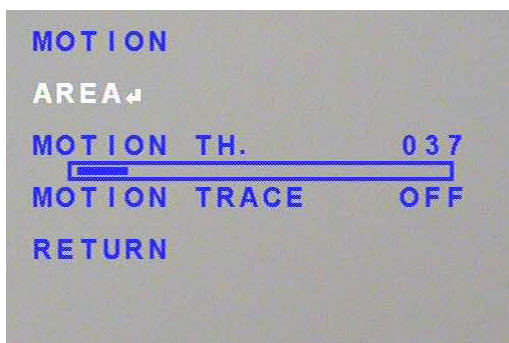 MOTION
AREA↵
MOTION TH. 037
MOTION TRACE OFF
RETURN